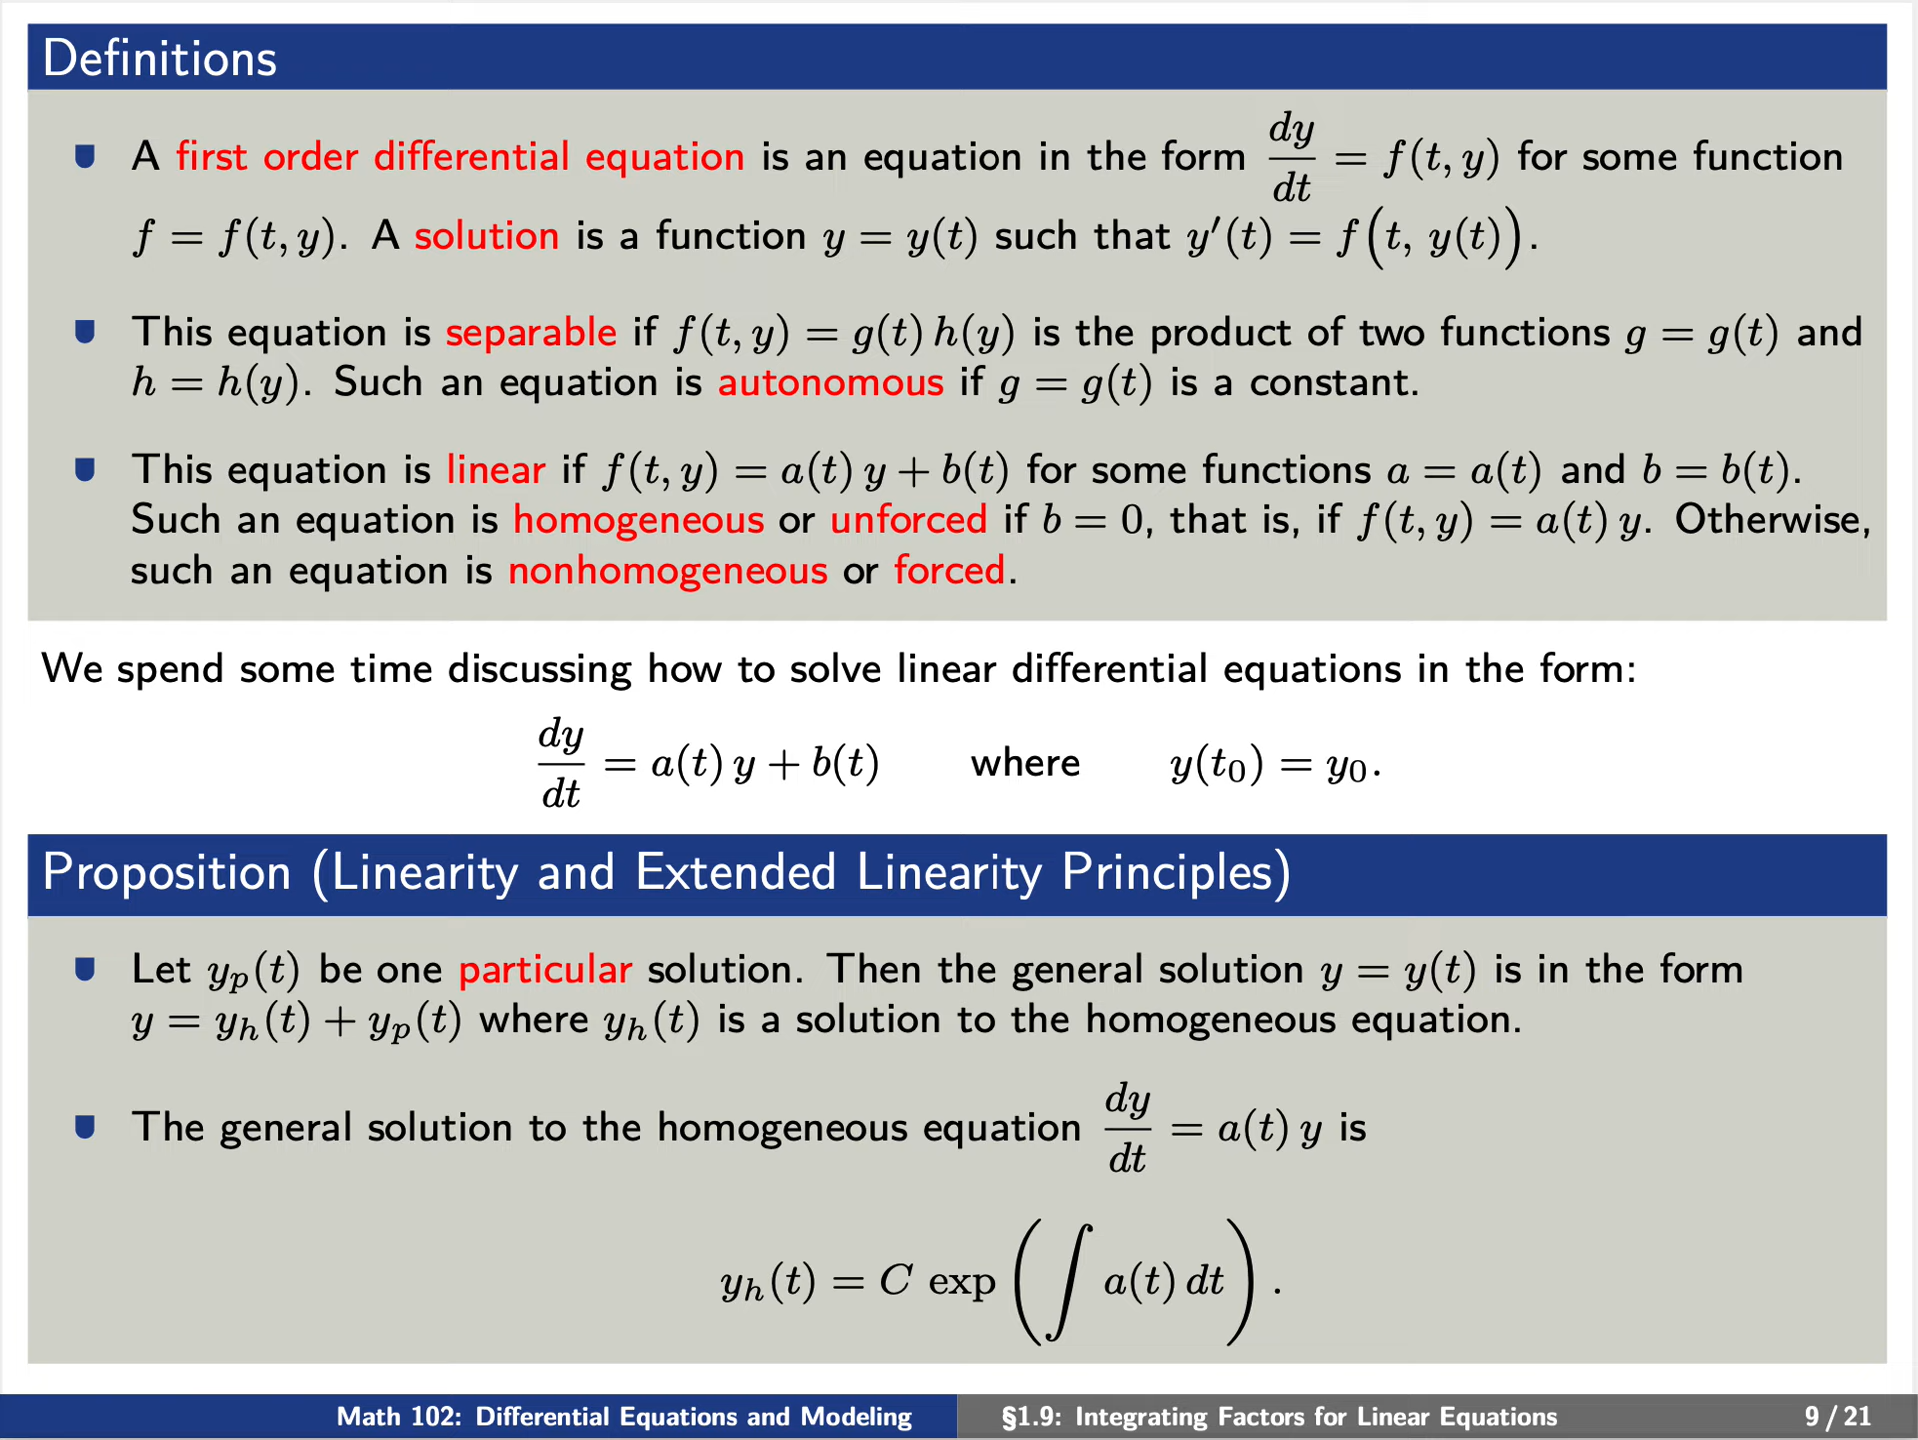 Definitions
A first order differential equation is an equation in the form dy/dt = f(t, y) for some function
f = f(t, y). A solution is a function y = y(t) such that y′(t) = f(t, y(t)).
This equation is separable if f(t, y) = g(t) h(y) is the product of two functions g = g(t) and
h = h(y). Such an equation is autonomous if g = g(t) is a constant.
This equation is linear if f(t, y) = a(t) y + b(t) for some functions a = a(t) and b = b(t).
Such an equation is homogeneous or unforced if b = 0, that is, if f(t, y) = a(t) y. Otherwise,
such an equation is nonhomogeneous or forced.
We spend some time discussing how to solve linear differential equations in the form:
dy/dt = a(t) y + b(t) where y(t₀) = y₀.
Proposition (Linearity and Extended Linearity Principles)
Let yₚ(t) be one particular solution. Then the general solution y = y(t) is in the form
y = yₕ(t) + yₚ(t) where yₕ(t) is a solution to the homogeneous equation.
The general solution to the homogeneous equation dy/dt = a(t) y is
yₕ(t) = C exp (∫ a(t) dt).
Math 102: Differential Equations and Modeling §1.9: Integrating Factors for Linear Equations 9 / 21